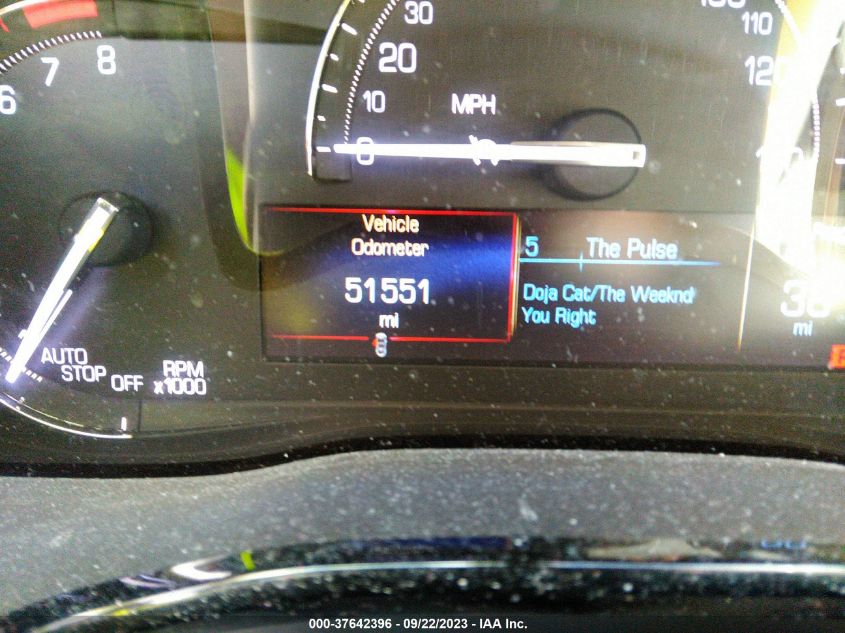 30
20
10
0
MPH
110
120
6
7
8
AUTO
STOP
OFF
RPM
x1000
Vehicle
Odometer
51551
mi
5 The Pulse
Doja Cat/The Weeknd
You Right
mi
000-37642396 - 09/22/2023 - IAA Inc.